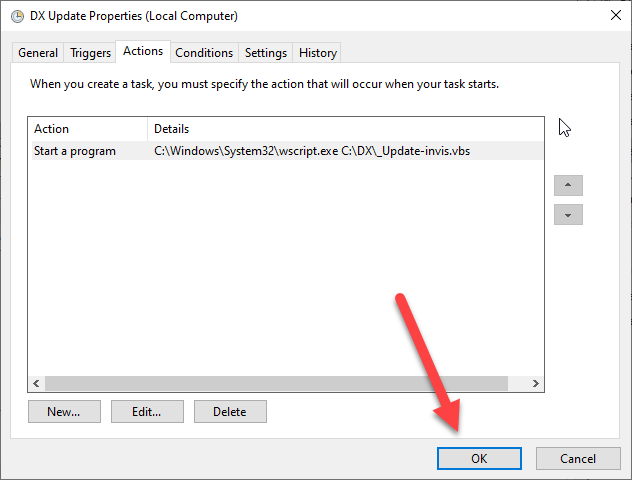 DX Update Properties (Local Computer)
General Triggers Actions Conditions Settings History
When you create a task, you must specify the action that will occur when your task starts.
Action Details
Start a program C:\Windows\System32\wscript.exe C:\DX\_Update-invis.vbs
New... Edit... Delete
OK Cancel